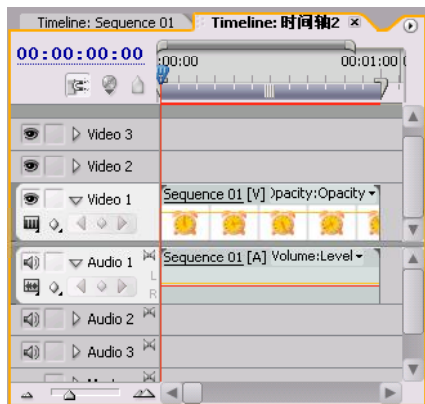 Timeline: Sequence 01 Timeline: 时间轴2
00:00:00:00 :00:00 00:01:00
Video 3
Video 2
Video 1 Sequence 01 [V] Opacity:Opacity
Audio 1 Sequence 01 [A] Volume:Level
L
R
Audio 2
Audio 3